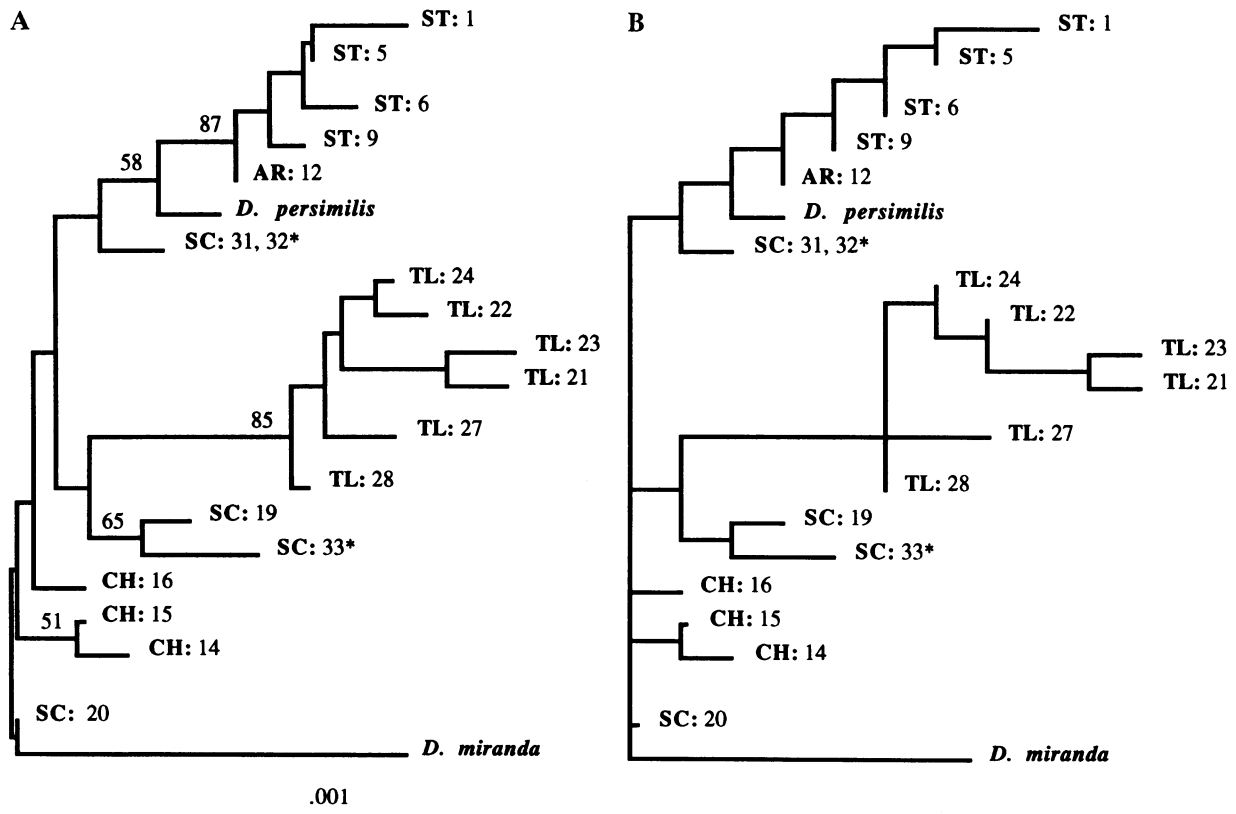 A
ST: 1
ST: 5
ST: 6
87
ST: 9
58
AR: 12
D. persimilis
SC: 31, 32*
TL: 24
TL: 22
TL: 23
TL: 21
85
TL: 27
TL: 28
65
SC: 19
SC: 33*
CH: 16
51
CH: 15
CH: 14
SC: 20
D. miranda
.001
B
ST: 1
ST: 5
ST: 6
ST: 9
AR: 12
D. persimilis
SC: 31, 32*
TL: 24
TL: 22
TL: 23
TL: 21
TL: 27
TL: 28
SC: 19
SC: 33*
CH: 16
CH: 15
CH: 14
SC: 20
D. miranda